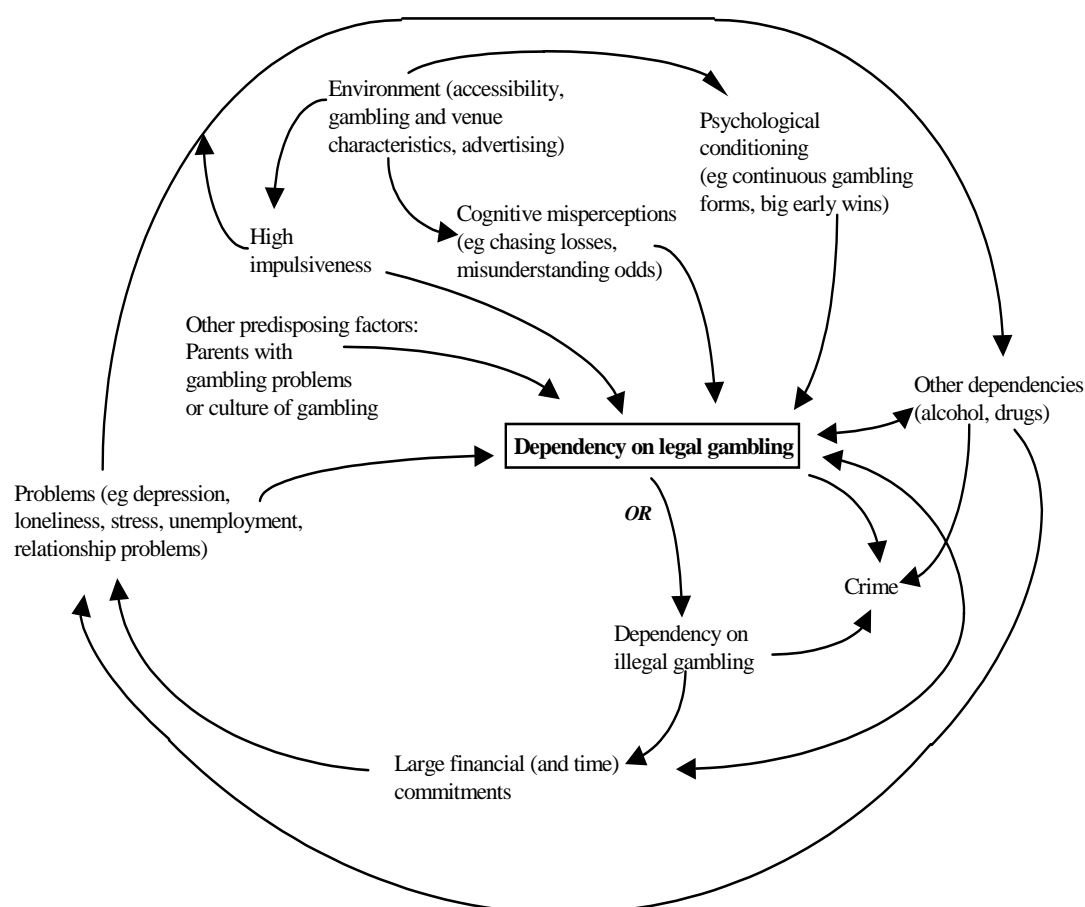 Environment (accessibility,
gambling and venue
characteristics, advertising)
Psychological
conditioning
(eg continuous gambling
forms, big early wins)
Cognitive misperceptions
(eg chasing losses,
misunderstanding odds)
High
impulsiveness
Other predisposing factors:
Parents with
gambling problems
or culture of gambling
Other dependencies
(alcohol, drugs)
Dependency on legal gambling
Problems (eg depression,
loneliness, stress, unemployment,
relationship problems)
OR
Crime
Dependency on
illegal gambling
Large financial (and time)
commitments